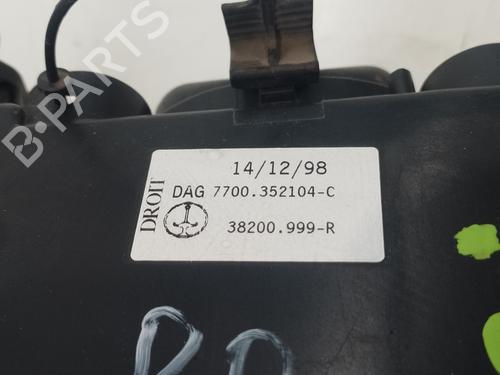 B-PARTS
14/12/98
DROIT
DAG 7700.352104-C
38200.999-R